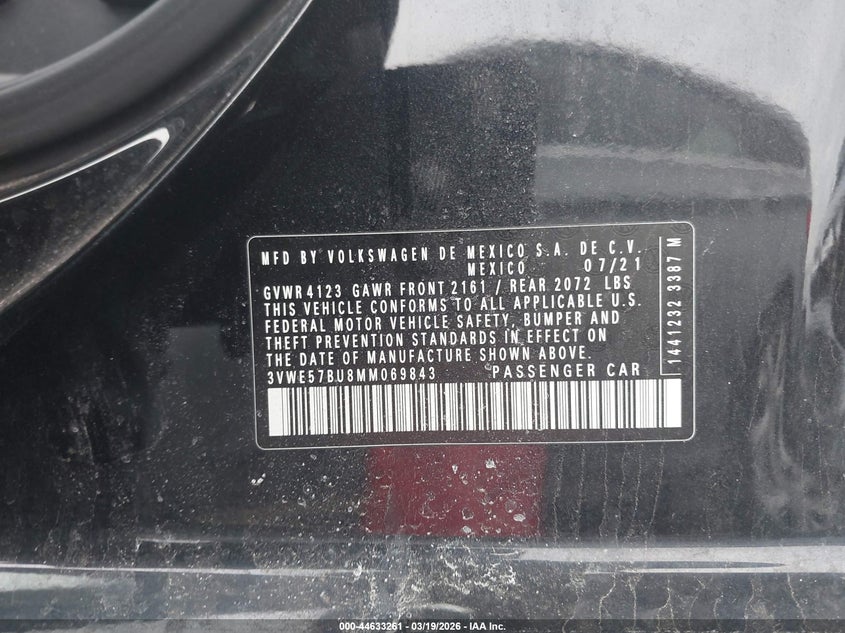 MFD BY VOLKSWAGEN DE MEXICO S.A. DE C.V.
MEXICO 07/21
GVWR 4123 GAWR FRONT 2161 / REAR 2072 LBS
THIS VEHICLE CONFORMS TO ALL APPLICABLE U.S.
FEDERAL MOTOR VEHICLE SAFETY, BUMPER AND
THEFT PREVENTION STANDARDS IN EFFECT ON
THE DATE OF MANUFACTURE SHOWN ABOVE.
3VWE57BU8MM069843 PASSENGER CAR
1441232 3387 M
000-44633261 - 03/19/2026 - IAA Inc.